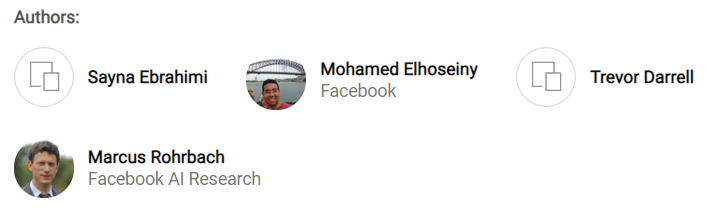 Authors:
Sayna Ebrahimi
Mohamed Elhoseiny
Facebook
Trevor Darrell
Marcus Rohrbach
Facebook AI Research